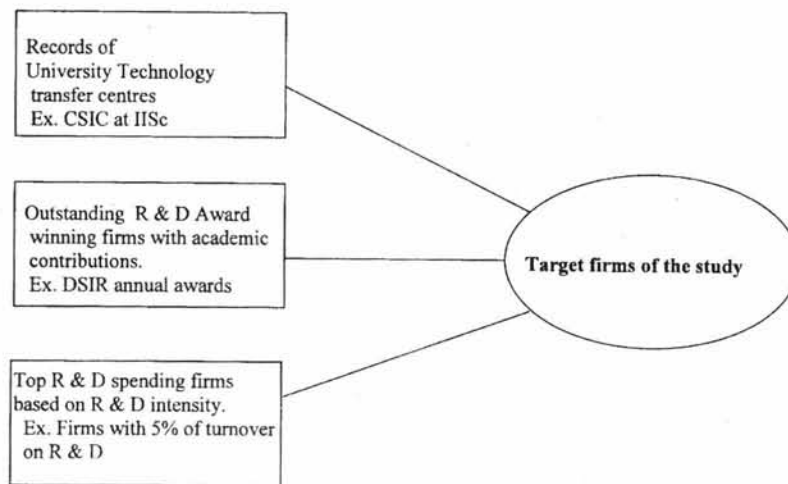 Records of
University Technology
transfer centres
Ex. CSIC at IISc
Outstanding R & D Award
winning firms with academic
contributions.
Ex. DSIR annual awards
Target firms of the study
Top R & D spending firms
based on R & D intensity.
Ex. Firms with 5% of turnover
on R & D